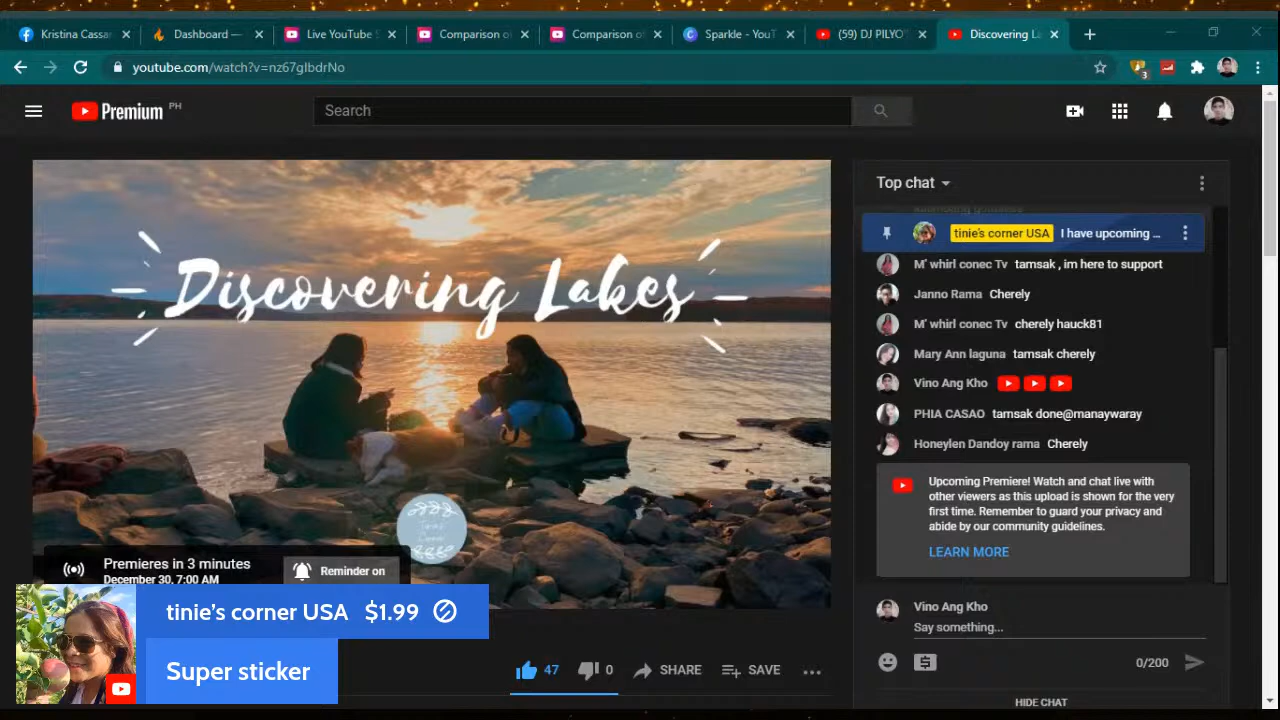 Kristina Cassa
Dashboard —
Live YouTube S
Comparison o
Comparison o
Sparkle - YouT
(59) DJ PILYO
Discovering La
youtube.com/watch?v=nz67gIbdrNo
3
Premium PH
Search
Discovering Lakes
Premieres in 3 minutes
December 30, 7:00 AM
Reminder on
tinie's corner USA $1.99
Super sticker
47
0
SHARE
SAVE
Top chat
tinie's corner USA I have upcoming ...
M' whirl conec Tv tamsak , im here to support
Janno Rama Cherely
M' whirl conec Tv cherely hauck81
Mary Ann laguna tamsak cherely
Vino Ang Kho
PHIA CASAO tamsak done@manaywaray
Honeylen Dandoy rama Cherely
Upcoming Premiere! Watch and chat live with
other viewers as this upload is shown for the very
first time. Remember to guard your privacy and
abide by our community guidelines.
LEARN MORE
Vino Ang Kho
Say something...
0/200
HIDE CHAT